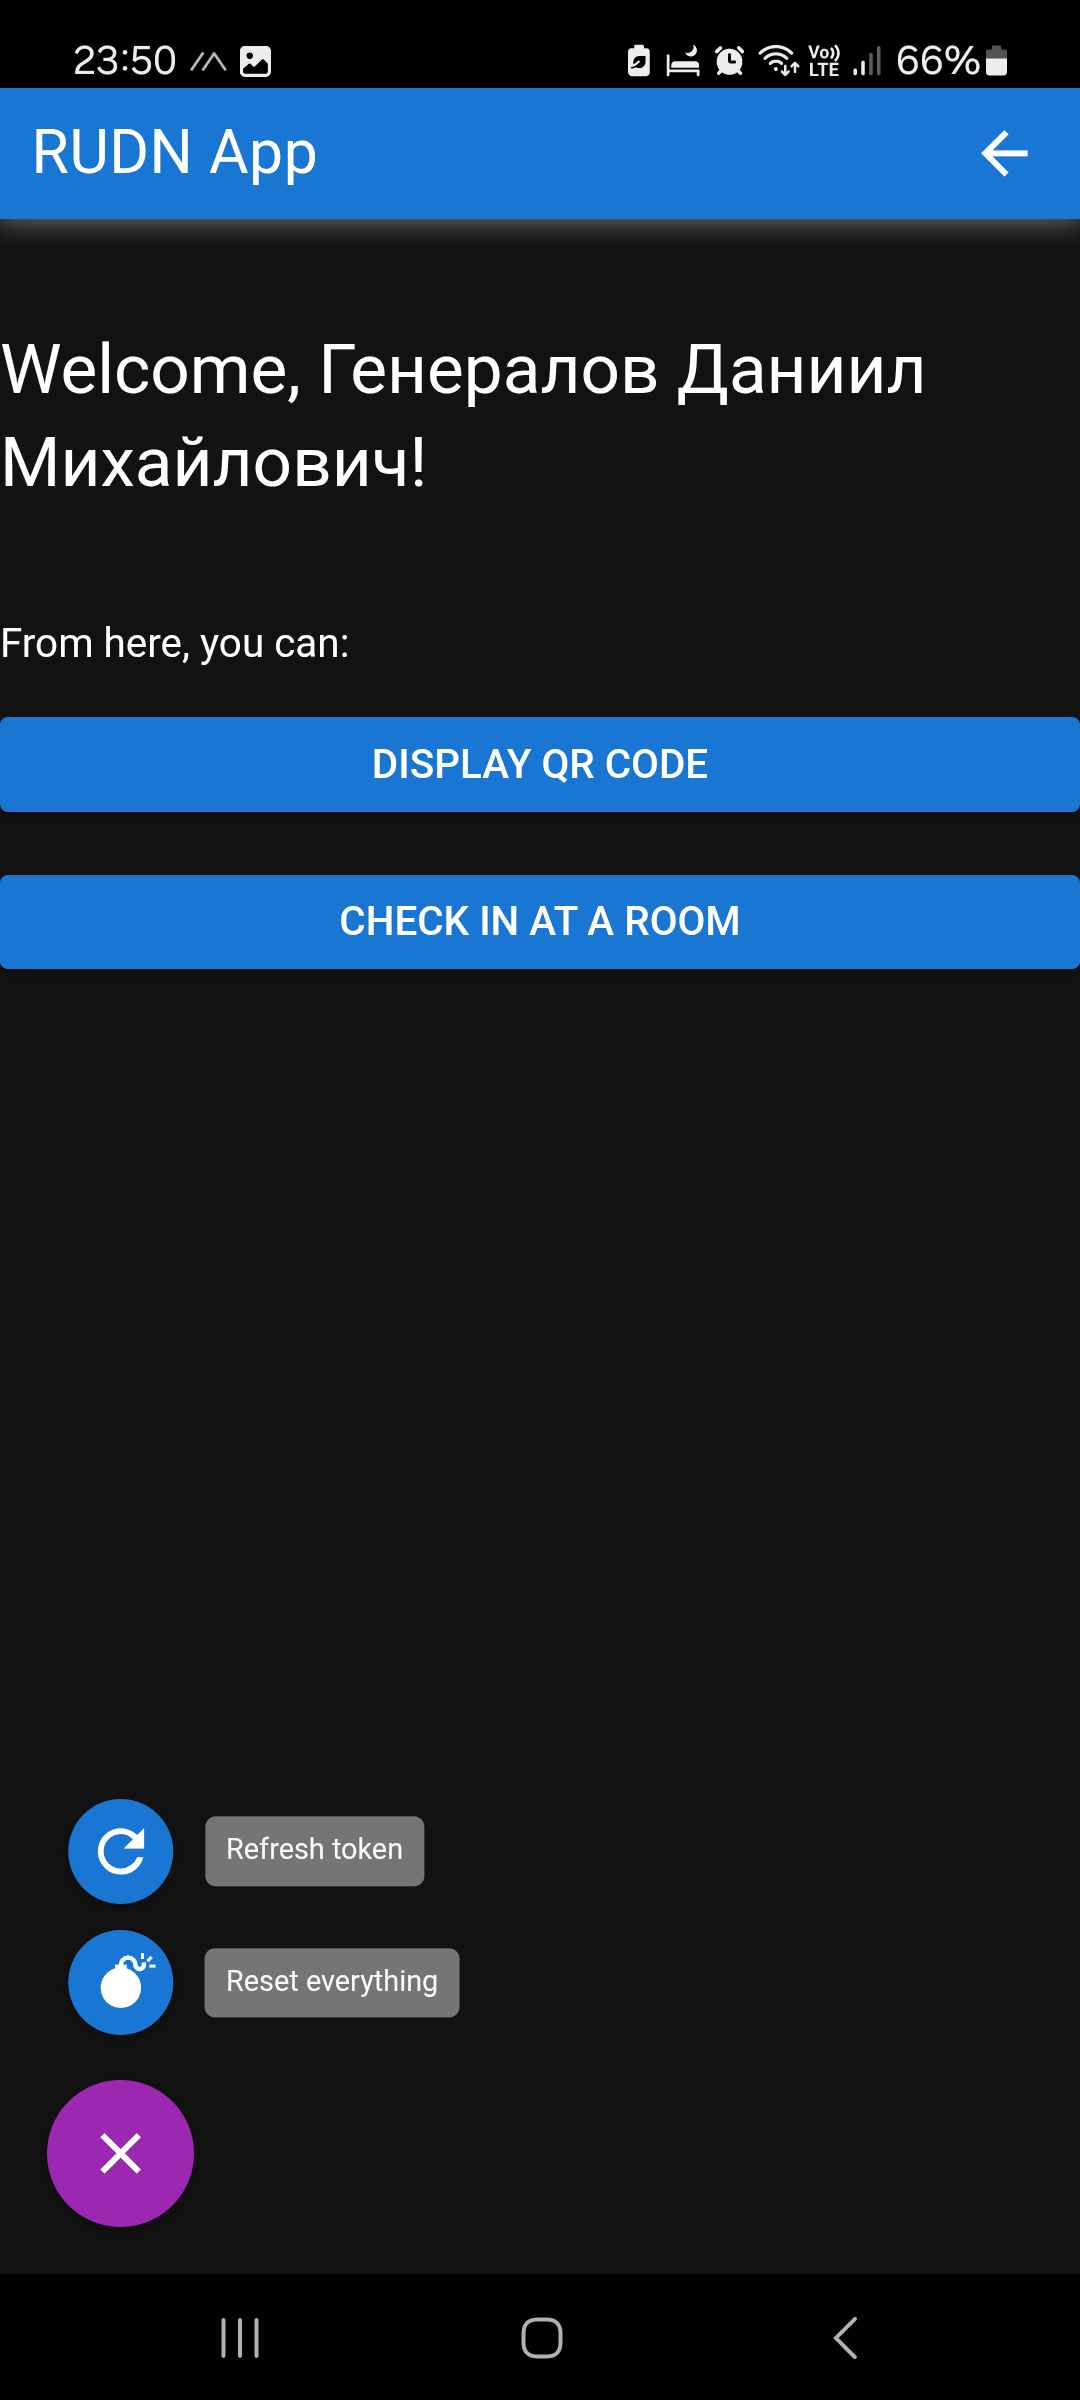 23:50 Vo LTE 66%
RUDN App
Welcome, Генералов Даниил
Михайлович!
From here, you can:
DISPLAY QR CODE
CHECK IN AT A ROOM
Refresh token
Reset everything